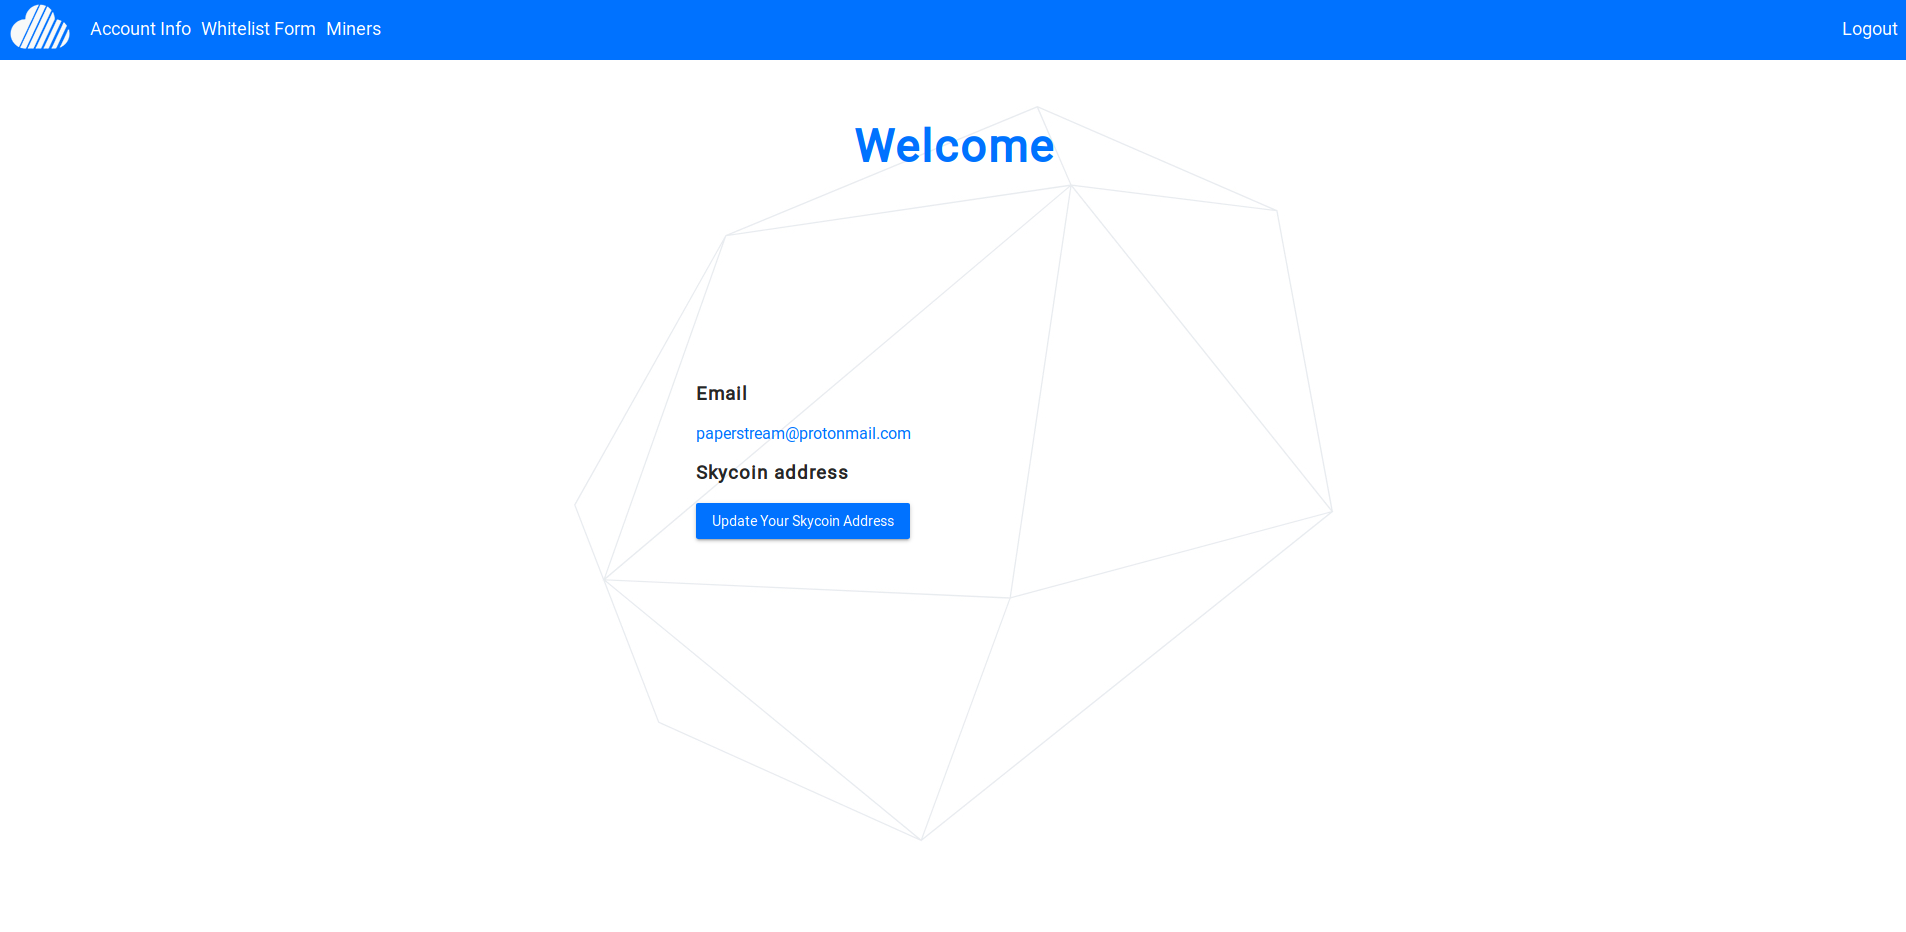 Account Info Whitelist Form Miners Logout
Welcome
Email
paperstream@protonmail.com
Skycoin address
Update Your Skycoin Address